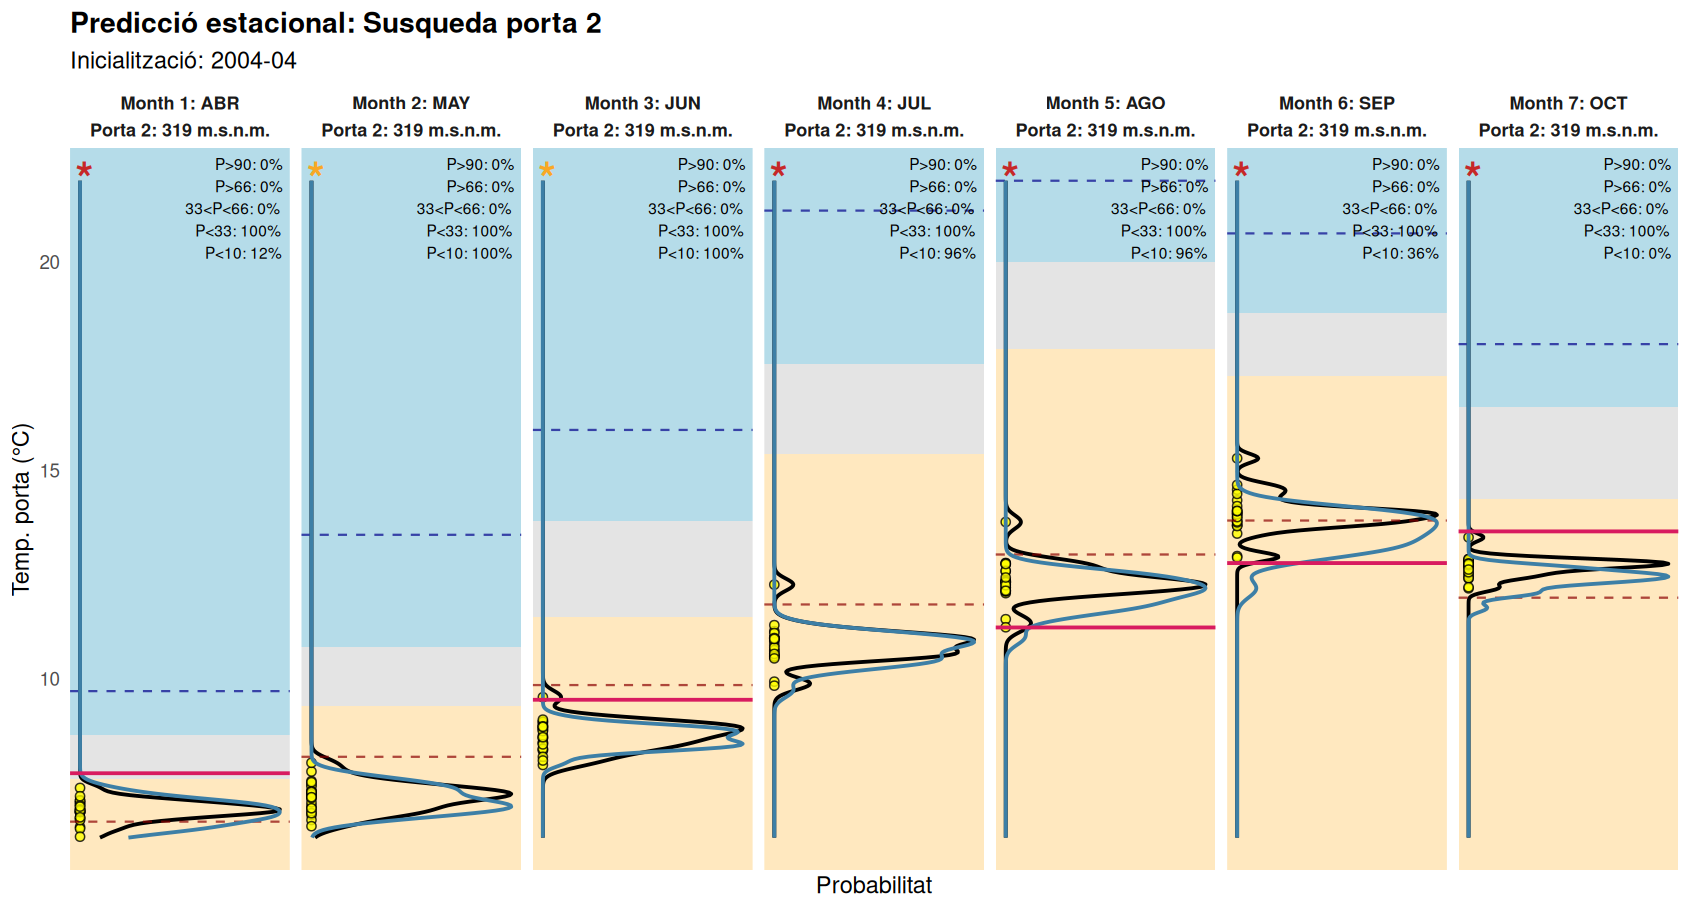 Predicció estacional: Susqueda porta 2
Inicialització: 2004-04
Month 1: ABR
Porta 2: 319 m.s.n.m.
Month 2: MAY
Porta 2: 319 m.s.n.m.
Month 3: JUN
Porta 2: 319 m.s.n.m.
Month 4: JUL
Porta 2: 319 m.s.n.m.
Month 5: AGO
Porta 2: 319 m.s.n.m.
Month 6: SEP
Porta 2: 319 m.s.n.m.
Month 7: OCT
Porta 2: 319 m.s.n.m.
*
P>90: 0%
P>66: 0%
33<P<66: 0%
P<33: 100%
P<10: 12%
*
P>90: 0%
P>66: 0%
33<P<66: 0%
P<33: 100%
P<10: 100%
*
P>90: 0%
P>66: 0%
33<P<66: 0%
P<33: 100%
P<10: 100%
*
P>90: 0%
P>66: 0%
33<P<66: 0%
P<33: 100%
P<10: 96%
*
P>90: 0%
P>66: 0%
33<P<66: 0%
P<33: 100%
P<10: 96%
*
P>90: 0%
P>66: 0%
33<P<66: 0%
P<33: 100%
P<10: 36%
*
P>90: 0%
P>66: 0%
33<P<66: 0%
P<33: 100%
P<10: 0%
20
15
10
Temp. porta (°C)
Probabilitat